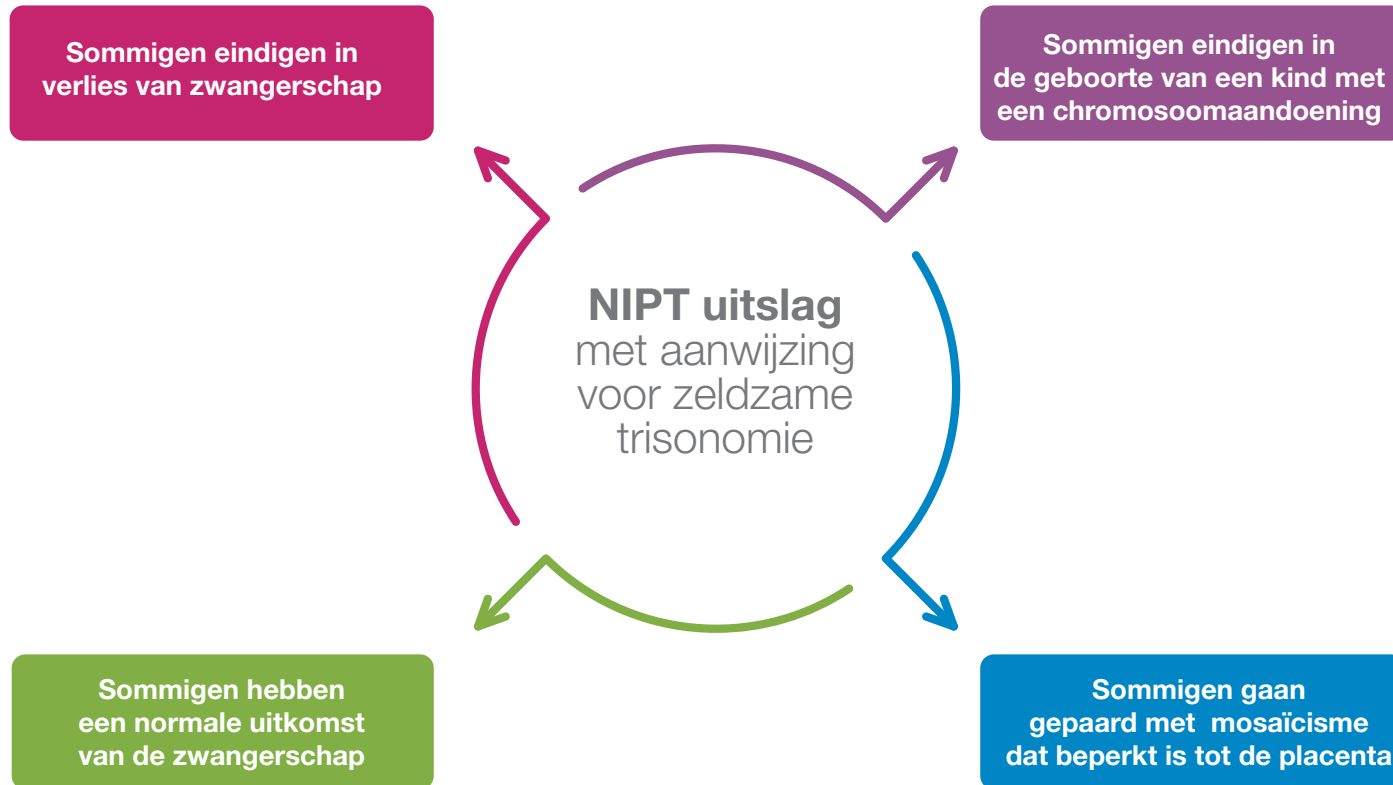 Sommigen eindigen in
verlies van zwangerschap
Sommigen eindigen in
de geboorte van een kind met
een chromosoomaandoening
NIPT uitslag
met aanwijzing
voor zeldzame
trisonomie
Sommigen hebben
een normale uitkomst
van de zwangerschap
Sommigen gaan
gepaard met mosaïcisme
dat beperkt is tot de placenta